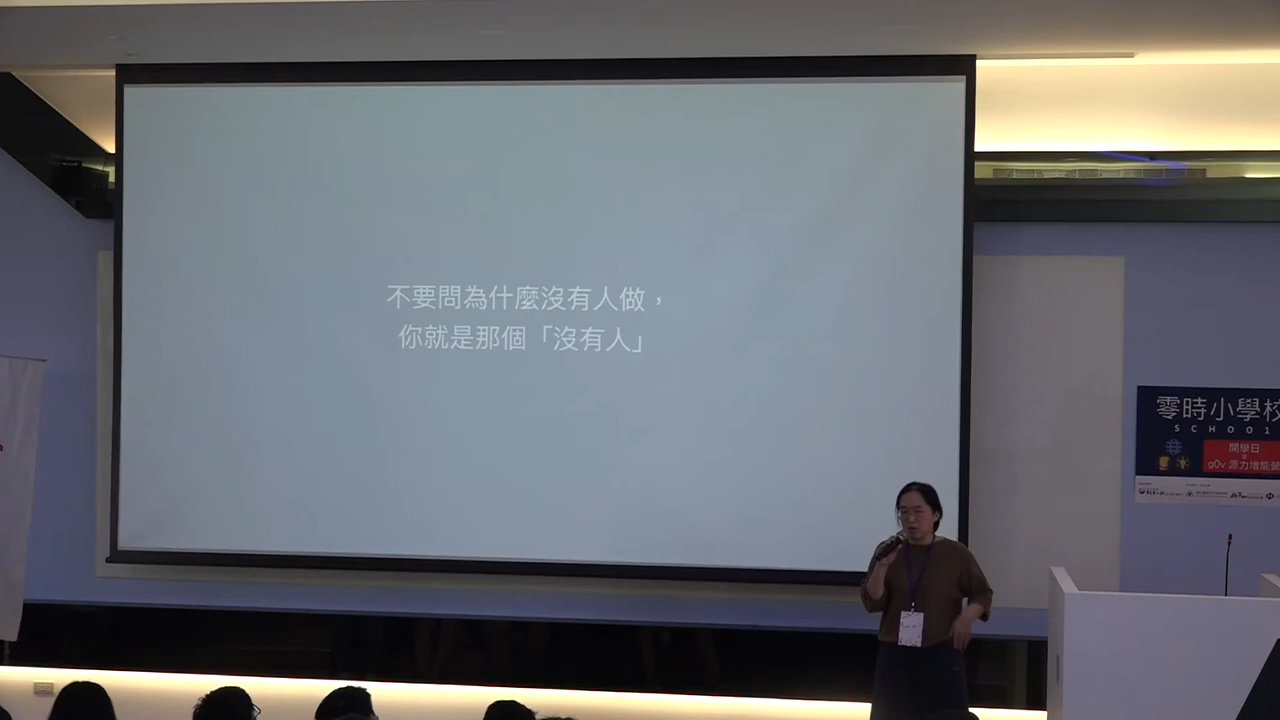 不要問為什麼沒有人做，
你就是那個「沒有人」
零時小學校
SCHOO1
開學日
g0v 源力增能營